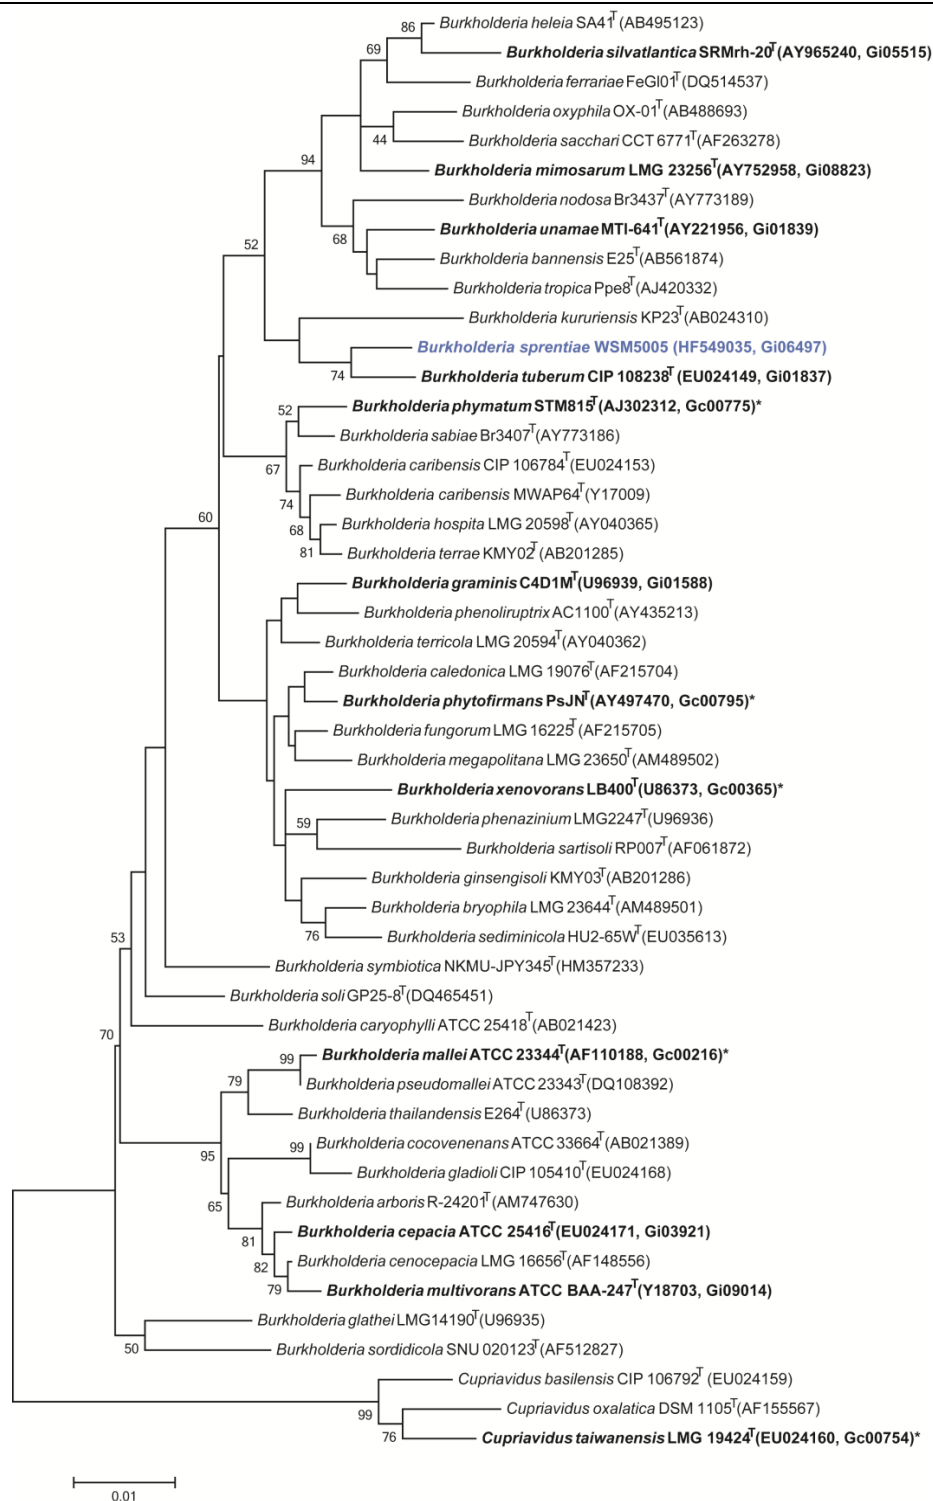 86
Burkholderia heleia SA41T(AB495123)
Burkholderia silvatlantica SRMrh-20T(AY965240, Gi05515)
69
Burkholderia ferrariae FeGl01T(DQ514537)
Burkholderia oxyphila OX-01T(AB488693)
44
Burkholderia sacchari CCT 6771T(AF263278)
94
Burkholderia mimosarum LMG 23256T(AY752958, Gi08823)
Burkholderia nodosa Br3437T(AY773189)
68
Burkholderia unamae MTI-641T(AY221956, Gi01839)
52
Burkholderia bannensis E25T(AB561874)
Burkholderia tropica Ppe8T(AJ420332)
Burkholderia kururiensis KP23T(AB024310)
Burkholderia sprentiae WSM5005 (HF549035, Gi06497)
74
Burkholderia tuberum CIP 108238T (EU024149, Gi01837)
52
Burkholderia phymatum STM815T(AJ302312, Gc00775)*
Burkholderia sabiae Br3407T(AY773186)
67
Burkholderia caribensis CIP 106784T(EU024153)
74
Burkholderia caribensis MWAP64T(Y17009)
68
Burkholderia hospita LMG 20598T(AY040365)
60
81
Burkholderia terrae KMY02T(AB201285)
Burkholderia graminis C4D1MT(U96939, Gi01588)
Burkholderia phenoliruptrix AC1100T(AY435213)
Burkholderia terricola LMG 20594T(AY040362)
Burkholderia caledonica LMG 19076T(AF215704)
Burkholderia phytofirmans PsJNT(AY497470, Gc00795)*
Burkholderia fungorum LMG 16225T(AF215705)
Burkholderia megapolitana LMG 23650T(AM489502)
Burkholderia xenovorans LB400T(U86373, Gc00365)*
59
Burkholderia phenazinium LMG2247T(U96936)
Burkholderia sartisoli RP007T(AF061872)
Burkholderia ginsengisoli KMY03T(AB201286)
Burkholderia bryophila LMG 23644T(AM489501)
76
Burkholderia sediminicola HU2-65WT(EU035613)
53
Burkholderia symbiotica NKMU-JPY345T(HM357233)
Burkholderia soli GP25-8T(DQ465451)
Burkholderia caryophylli ATCC 25418T(AB021423)
70
99
Burkholderia mallei ATCC 23344T(AF110188, Gc00216)*
79
Burkholderia pseudomallei ATCC 23343T(DQ108392)
Burkholderia thailandensis E264T(U86373)
95
99
Burkholderia cocovenenans ATCC 33664T(AB021389)
Burkholderia gladioli CIP 105410T(EU024168)
65
Burkholderia arboris R-24201T(AM747630)
81
Burkholderia cepacia ATCC 25416T(EU024171, Gi03921)
82
Burkholderia cenocepacia LMG 16656T(AF148556)
79
Burkholderia multivorans ATCC BAA-247T(Y18703, Gi09014)
Burkholderia glathei LMG14190T(U96935)
50
Burkholderia sordidicola SNU 020123T(AF512827)
Cupriavidus basilensis CIP 106792T (EU024159)
99
Cupriavidus oxalatica DSM 1105T(AF155567)
76
Cupriavidus taiwanensis LMG 19424T(EU024160, Gc00754)*
0.01